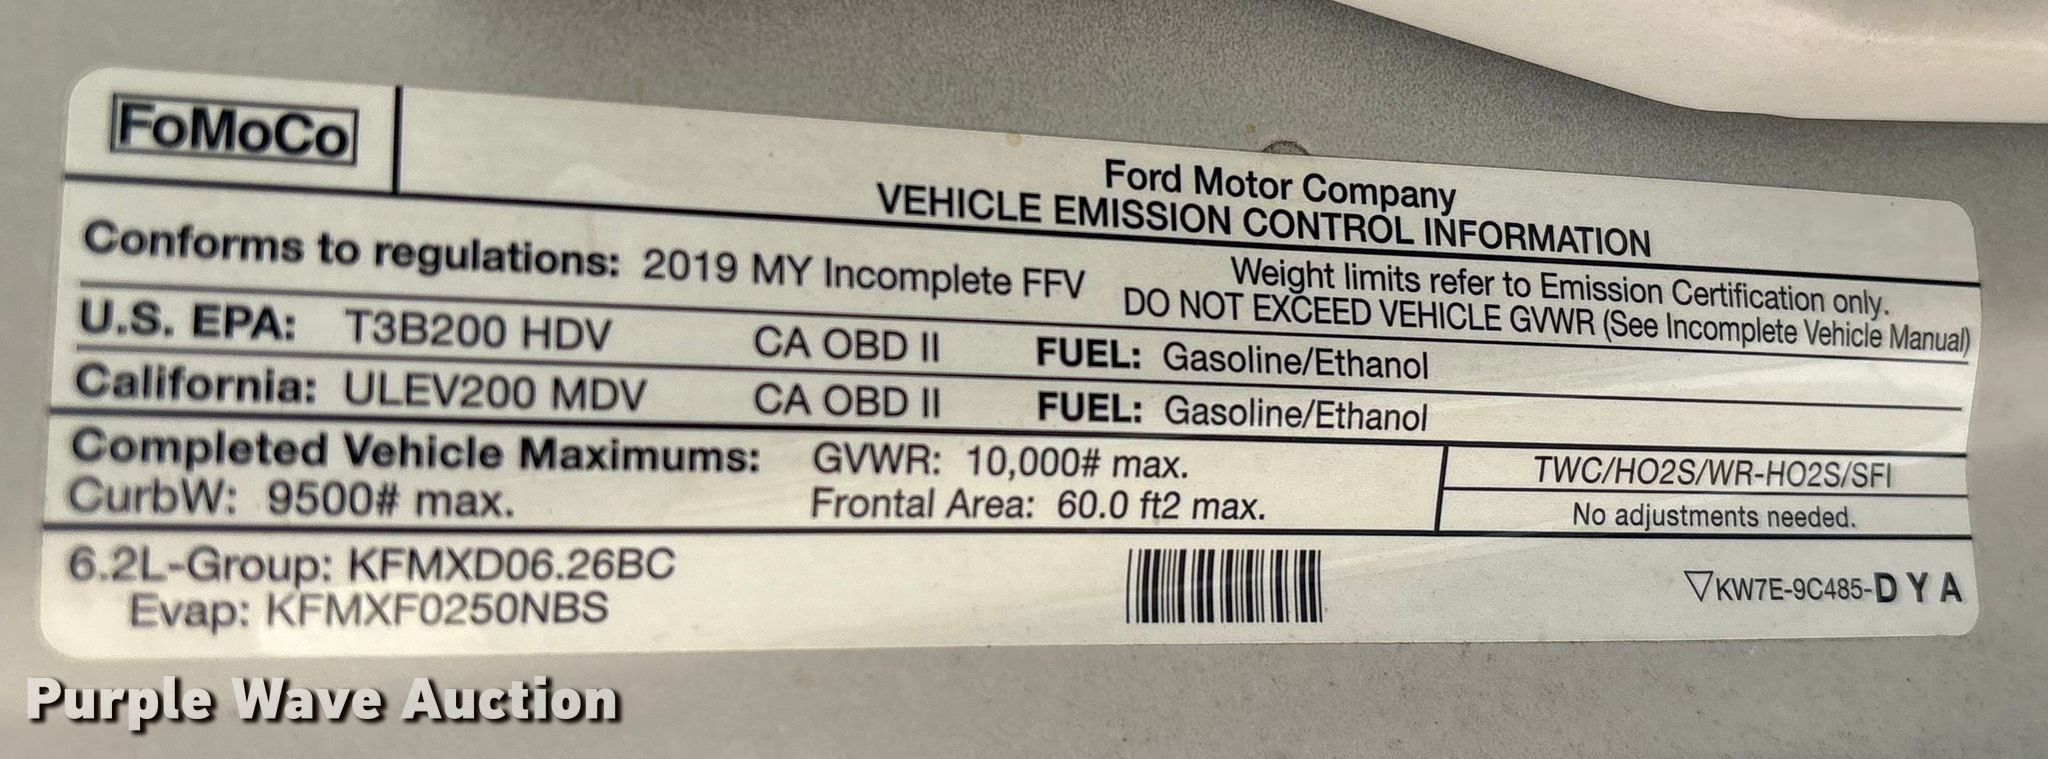 FoMoCo
Ford Motor Company
VEHICLE EMISSION CONTROL INFORMATION
Conforms to regulations: 2019 MY Incomplete FFV
Weight limits refer to Emission Certification only.
DO NOT EXCEED VEHICLE GVWR (See Incomplete Vehicle Manual)
U.S. EPA: T3B200 HDV CA OBD II FUEL: Gasoline/Ethanol
California: ULEV200 MDV CA OBD II FUEL: Gasoline/Ethanol
Completed Vehicle Maximums: GVWR: 10,000# max.
CurbW: 9500# max. Frontal Area: 60.0 ft2 max.
TWC/HO2S/WR-HO2S/SFI
No adjustments needed.
6.2L-Group: KFMXD06.26BC
Evap: KFMXF0250NBS
▽KW7E-9C485-DYA
Purple Wave Auction